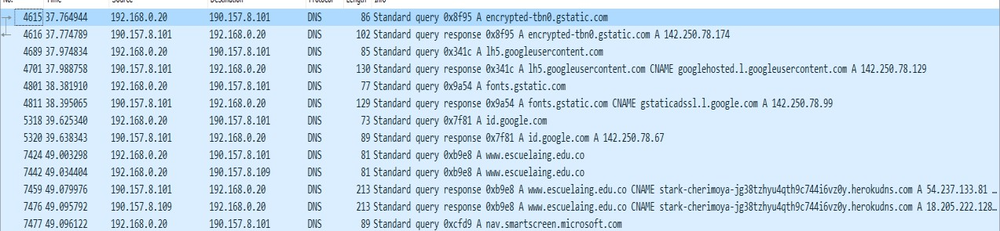 No. Time Source Destination Protocol Length Info
4615 37.764944 192.168.0.20 190.157.8.101 DNS 86 Standard query 0x8f95 A encrypted-tbn0.gstatic.com
4616 37.774789 190.157.8.101 192.168.0.20 DNS 102 Standard query response 0x8f95 A encrypted-tbn0.gstatic.com A 142.250.78.174
4689 37.974834 192.168.0.20 190.157.8.101 DNS 85 Standard query 0x341c A lh5.googleusercontent.com
4701 37.988758 190.157.8.101 192.168.0.20 DNS 130 Standard query response 0x341c A lh5.googleusercontent.com CNAME googlehosted.l.googleusercontent.com A 142.250.78.129
4801 38.381910 192.168.0.20 190.157.8.101 DNS 77 Standard query 0x9a54 A fonts.gstatic.com
4811 38.395065 190.157.8.101 192.168.0.20 DNS 129 Standard query response 0x9a54 A fonts.gstatic.com CNAME gstaticadssl.l.google.com A 142.250.78.99
5318 39.625340 192.168.0.20 190.157.8.101 DNS 73 Standard query 0x7f81 A id.google.com
5320 39.638343 190.157.8.101 192.168.0.20 DNS 89 Standard query response 0x7f81 A id.google.com A 142.250.78.67
7424 49.003298 192.168.0.20 190.157.8.101 DNS 81 Standard query 0xb9e8 A www.escuelaing.edu.co
7442 49.034404 192.168.0.20 190.157.8.109 DNS 81 Standard query 0xb9e8 A www.escuelaing.edu.co
7459 49.079976 190.157.8.101 192.168.0.20 DNS 213 Standard query response 0xb9e8 A www.escuelaing.edu.co CNAME stark-cherimoya-jg38tzhyu4qth9c744i6vz0y.herokudns.com A 54.237.133.81 …
7476 49.095792 190.157.8.109 192.168.0.20 DNS 213 Standard query response 0xb9e8 A www.escuelaing.edu.co CNAME stark-cherimoya-jg38tzhyu4qth9c744i6vz0y.herokudns.com A 18.205.222.128…
7477 49.096122 192.168.0.20 190.157.8.101 DNS 89 Standard query 0xcfd9 A nav.smartscreen.microsoft.com